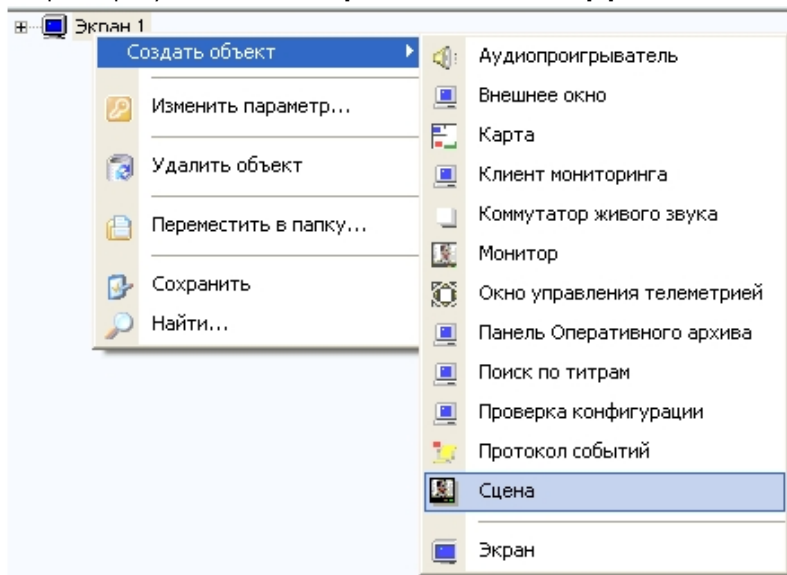 Экран 1
Создать объект
Изменить параметр...
Удалить объект
Переместить в папку...
Сохранить
Найти...
Аудиопроигрыватель
Внешнее окно
Карта
Клиент мониторинга
Коммутатор живого звука
Монитор
Окно управления телеметрией
Панель Оперативного архива
Поиск по титрам
Проверка конфигурации
Протокол событий
Сцена
Экран